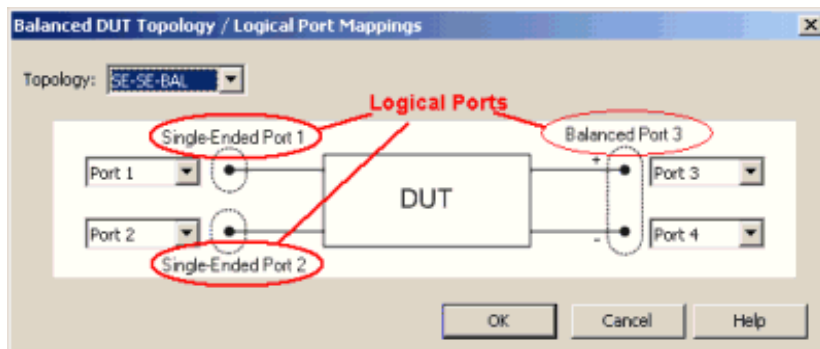 Balanced DUT Topology / Logical Port Mappings
Topology: SE-SE-BAL
Logical Ports
Single-Ended Port 1
Balanced Port 3
Port 1
+
Port 3
DUT
Port 2
-
Port 4
Single-Ended Port 2
OK
Cancel
Help